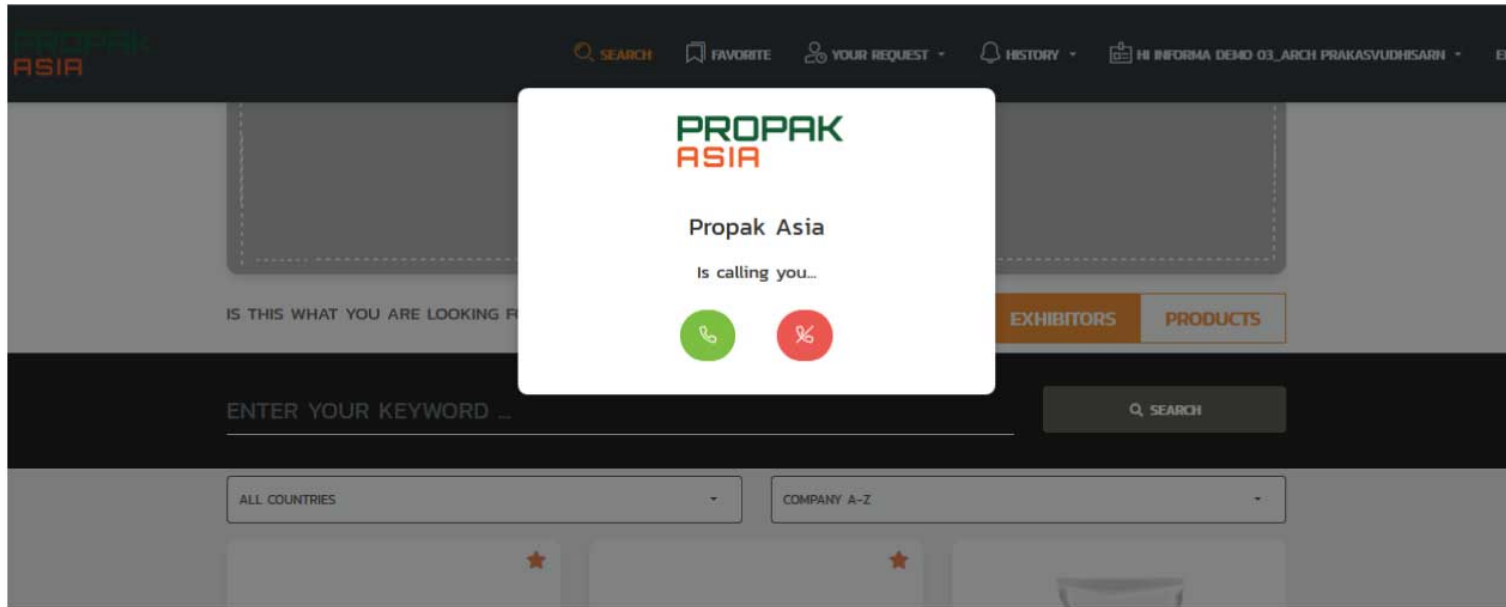 PROPAK
ASIA
SEARCH
FAVORITE
YOUR REQUEST
HISTORY
HI INFORMA DEMO 03_ARCH PRAKASVUDHISARN
PROPAK
ASIA
Propak Asia
Is calling you...
IS THIS WHAT YOU ARE LOOKING
EXHIBITORS
PRODUCTS
ENTER YOUR KEYWORD ...
SEARCH
ALL COUNTRIES
COMPANY A-Z